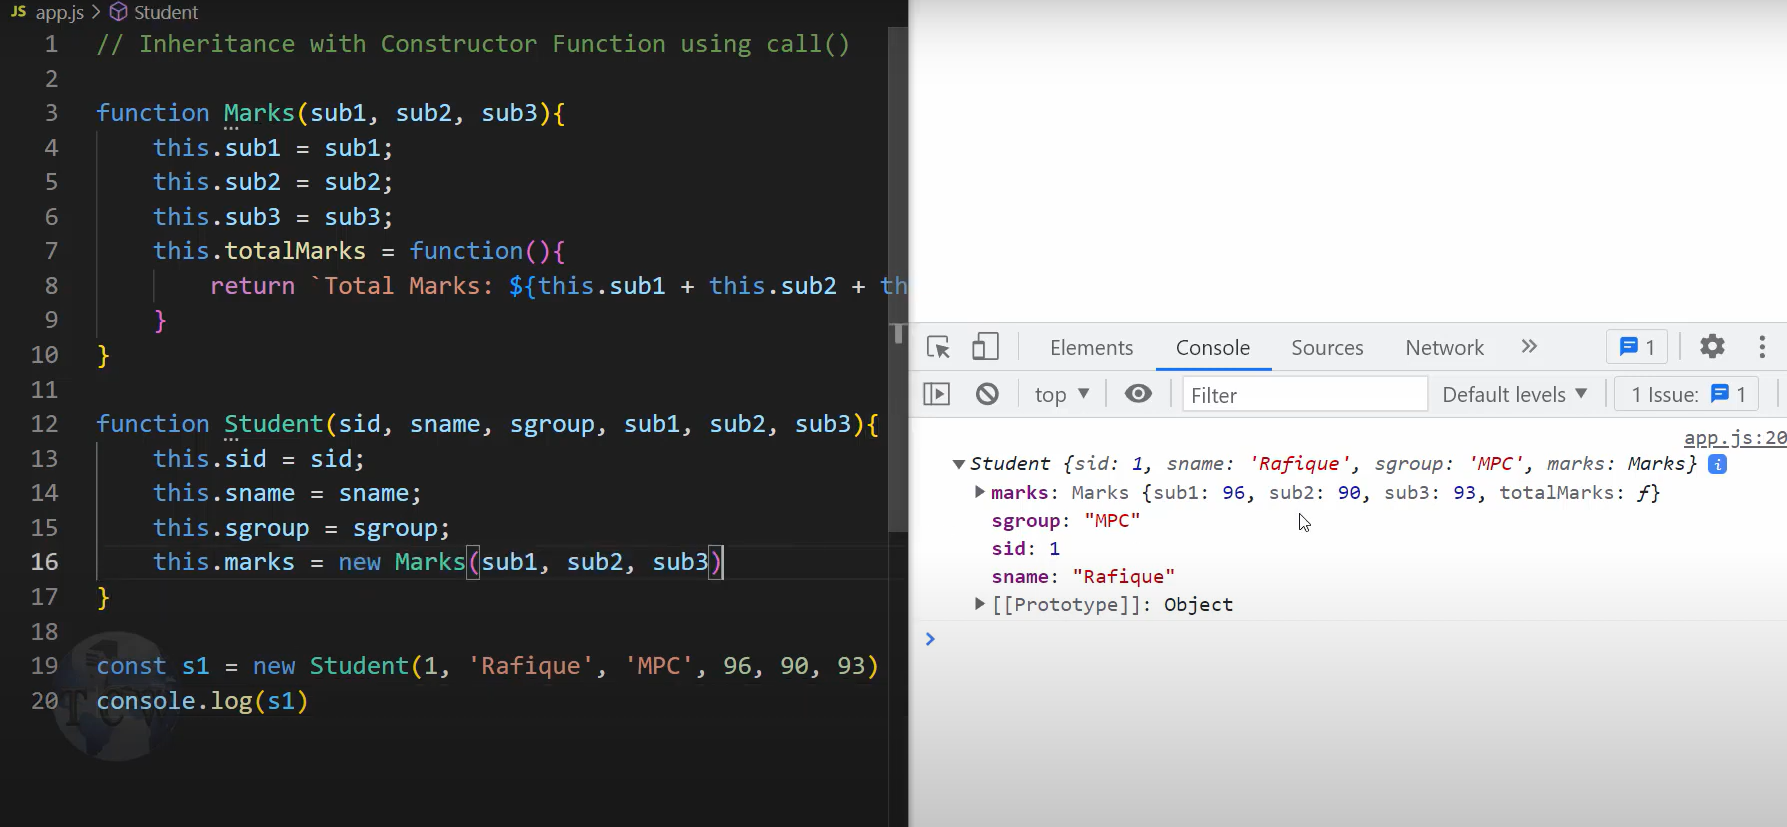 JS app.js > Student
1 // Inheritance with Constructor Function using call()
2
3 function Marks(sub1, sub2, sub3){
4 this.sub1 = sub1;
5 this.sub2 = sub2;
6 this.sub3 = sub3;
7 this.totalMarks = function(){
8 return `Total Marks: ${this.sub1 + this.sub2 + th
9 }
10 }
11
12 function Student(sid, sname, sgroup, sub1, sub2, sub3){
13 this.sid = sid;
14 this.sname = sname;
15 this.sgroup = sgroup;
16 this.marks = new Marks(sub1, sub2, sub3)
17 }
18
19 const s1 = new Student(1, 'Rafique', 'MPC', 96, 90, 93)
20 console.log(s1)
TCW
Elements Console Sources Network » 1
top ▼ Filter Default levels ▼ 1 Issue: 1
app.js:20
▼Student {sid: 1, sname: 'Rafique', sgroup: 'MPC', marks: Marks} i
▶marks: Marks {sub1: 96, sub2: 90, sub3: 93, totalMarks: ƒ}
sgroup: "MPC"
sid: 1
sname: "Rafique"
▶[[Prototype]]: Object
>